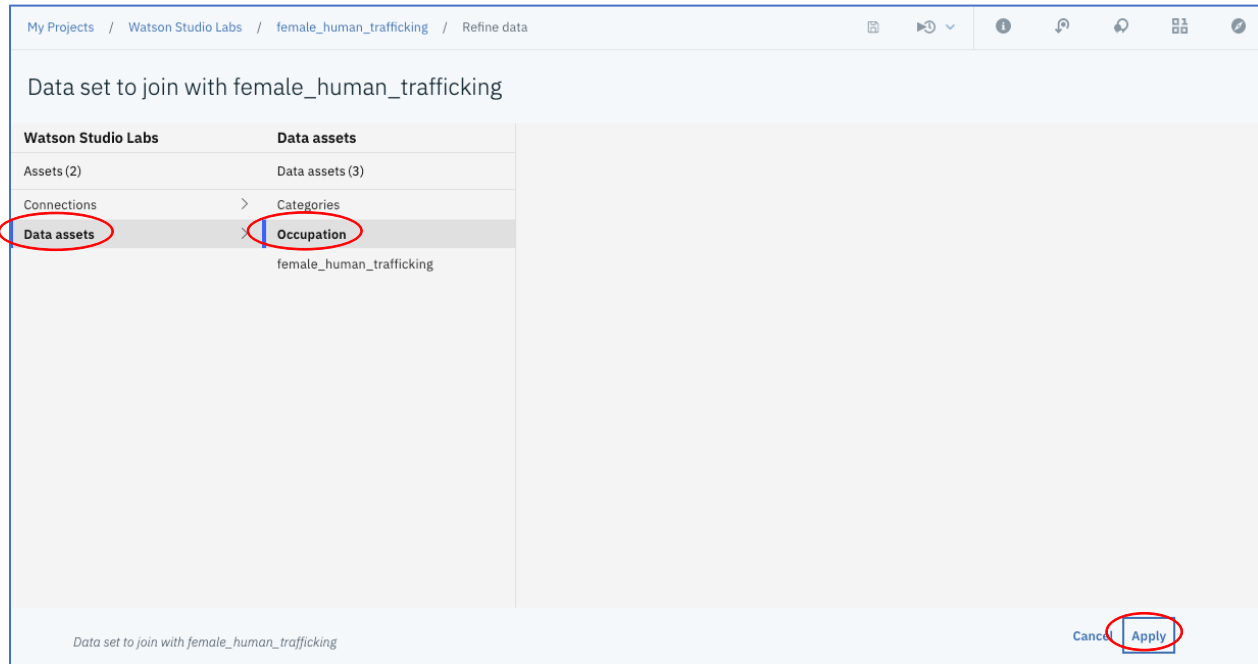 My Projects / Watson Studio Labs / female_human_trafficking / Refine data
Data set to join with female_human_trafficking
Watson Studio Labs
Data assets
Assets (2)
Data assets (3)
Connections
Categories
Data assets
Occupation
female_human_trafficking
Data set to join with female_human_trafficking
Cancel
Apply